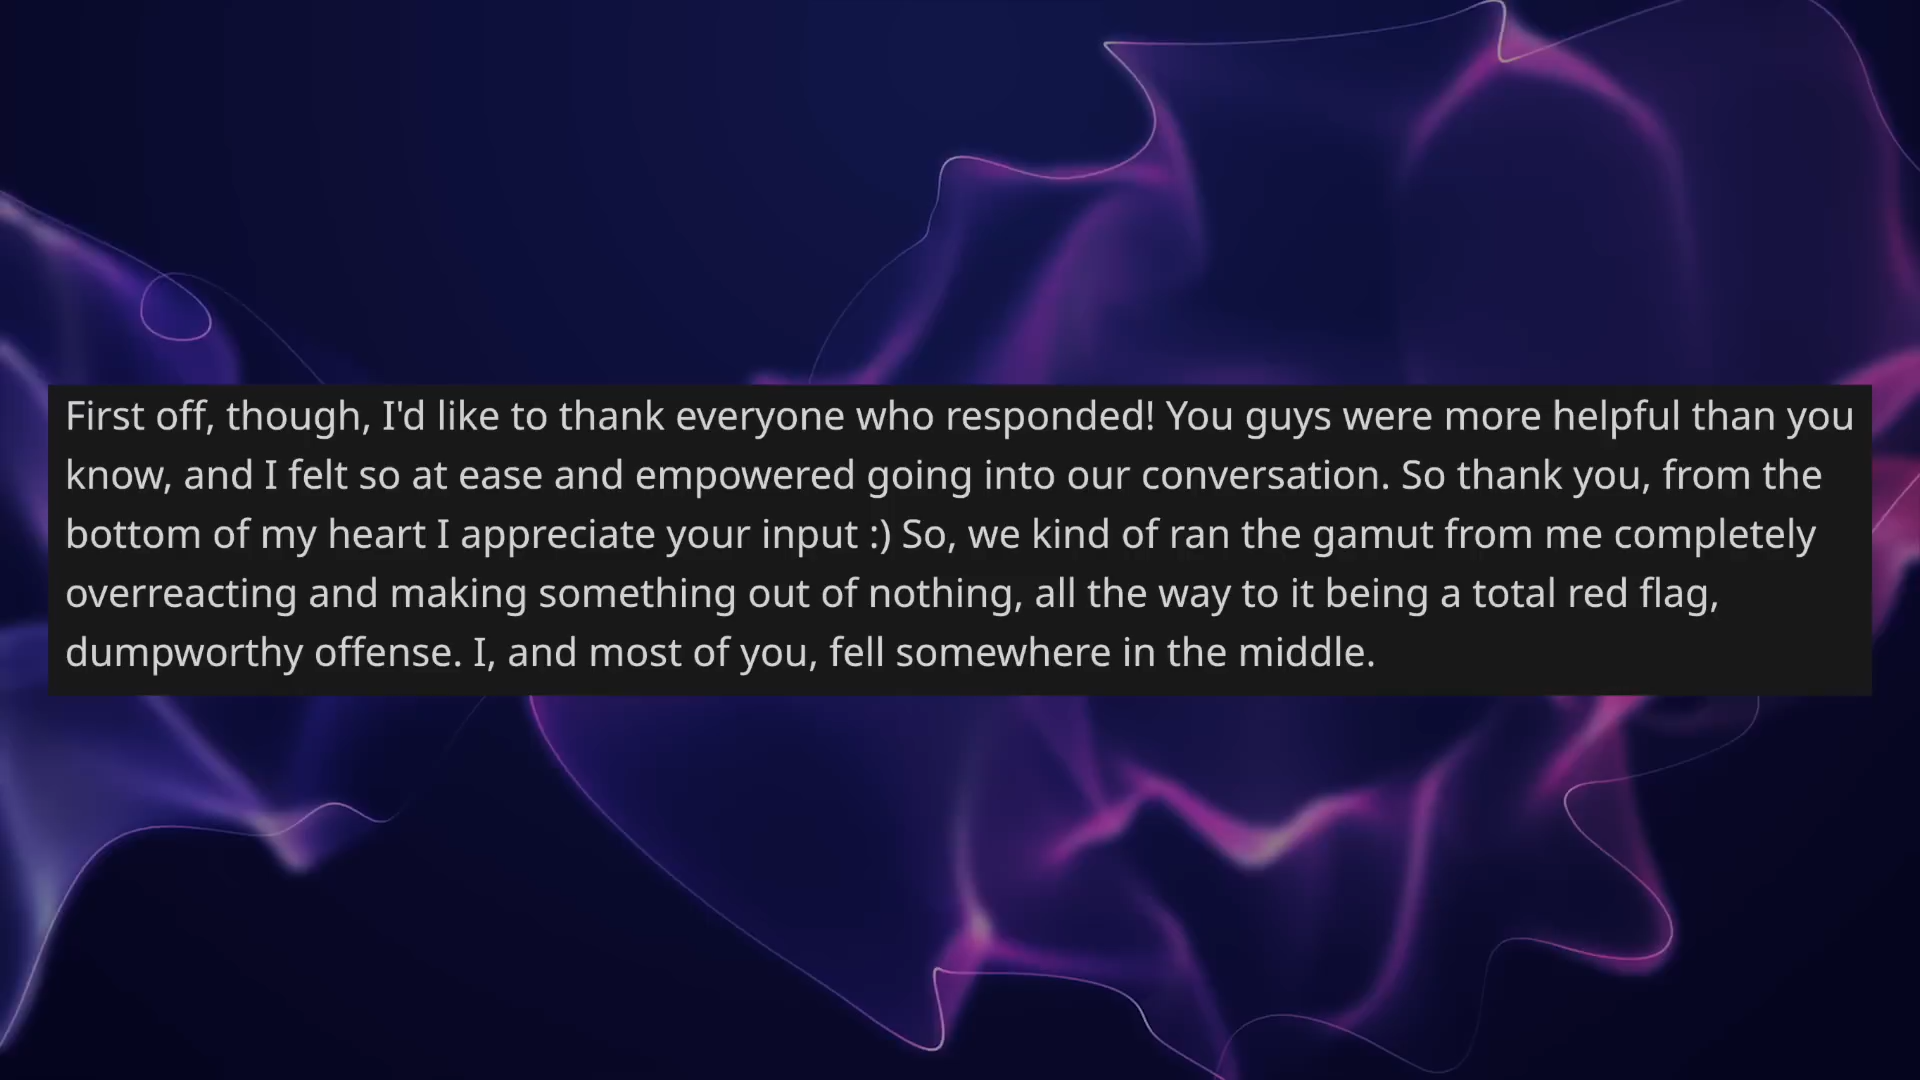 First off, though, I'd like to thank everyone who responded! You guys were more helpful than you
know, and I felt so at ease and empowered going into our conversation. So thank you, from the
bottom of my heart I appreciate your input :) So, we kind of ran the gamut from me completely
overreacting and making something out of nothing, all the way to it being a total red flag,
dumpworthy offense. I, and most of you, fell somewhere in the middle.